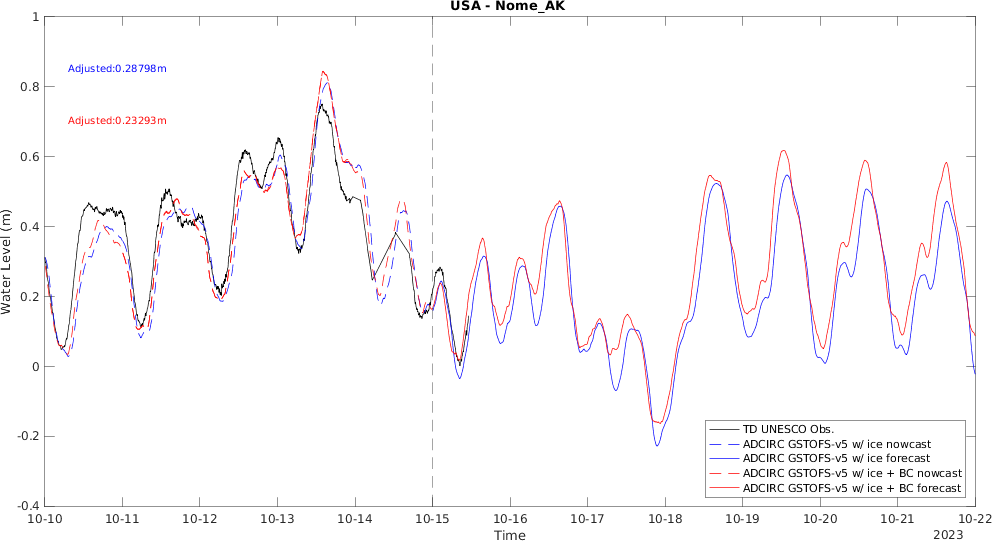 USA - Nome_AK
1
0.8
0.6
0.4
0.2
0
-0.2
-0.4
Water Level (m)
Adjusted:0.28798m
Adjusted:0.23293m
TD UNESCO Obs.
ADCIRC GSTOFS-v5 w/ ice nowcast
ADCIRC GSTOFS-v5 w/ ice forecast
ADCIRC GSTOFS-v5 w/ ice + BC nowcast
ADCIRC GSTOFS-v5 w/ ice + BC forecast
10-10 10-11 10-12 10-13 10-14 10-15 10-16 10-17 10-18 10-19 10-20 10-21 10-22
Time
2023